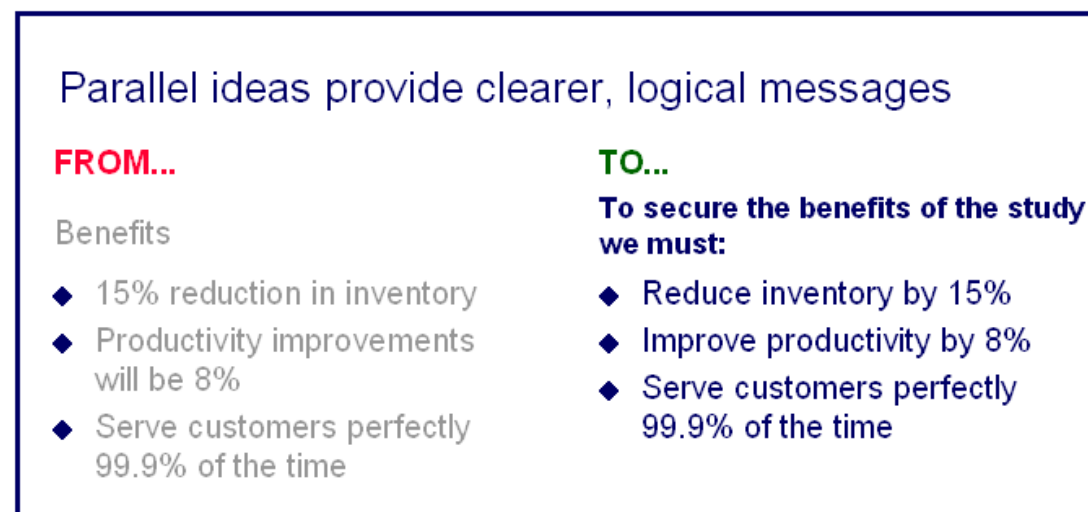 Parallel ideas provide clearer, logical messages
FROM...
Benefits
15% reduction in inventory
Productivity improvements
will be 8%
Serve customers perfectly
99.9% of the time
TO...
To secure the benefits of the study
we must:
Reduce inventory by 15%
Improve productivity by 8%
Serve customers perfectly
99.9% of the time